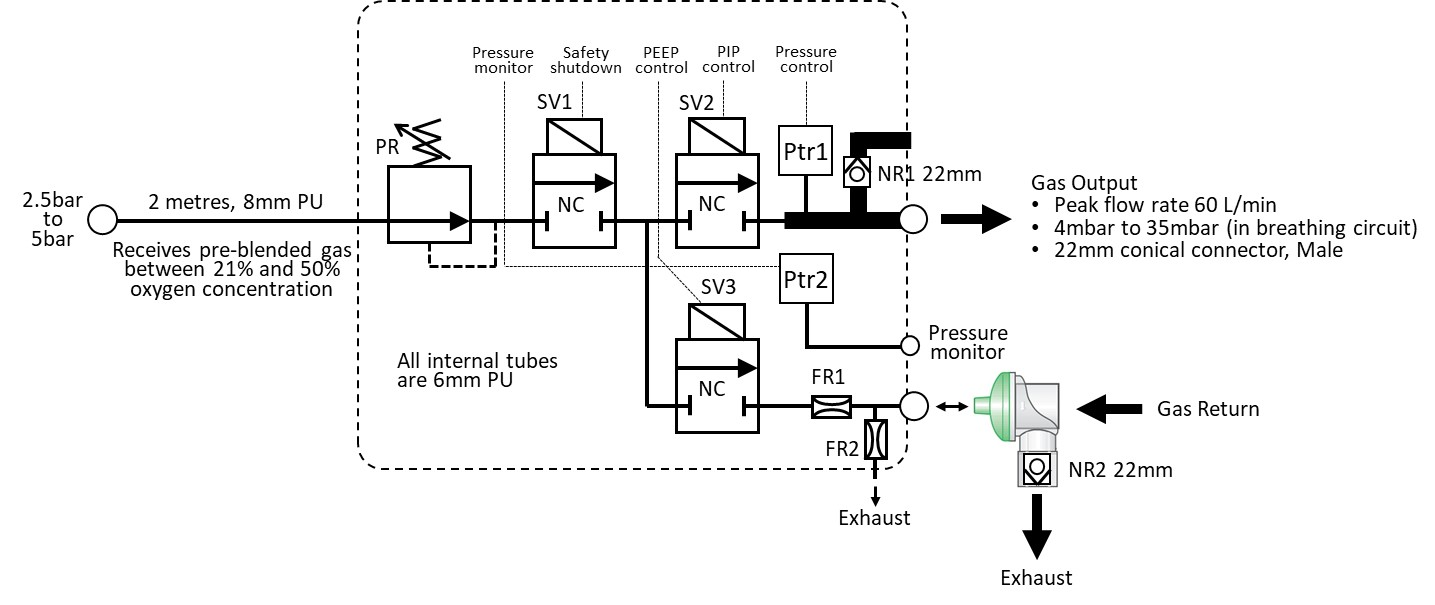 Pressure
monitor
Safety
shutdown
PEEP
control
PIP
control
Pressure
control
SV1
SV2
PR
Ptr1
NR1 22mm
NC
NC
2.5bar
to
5bar
2 metres, 8mm PU
Receives pre-blended gas
between 21% and 50%
oxygen concentration
Gas Output
• Peak flow rate 60 L/min
• 4mbar to 35mbar (in breathing circuit)
• 22mm conical connector, Male
Ptr2
SV3
Pressure
monitor
All internal tubes
are 6mm PU
NC
FR1
Gas Return
FR2
NR2 22mm
Exhaust
Exhaust